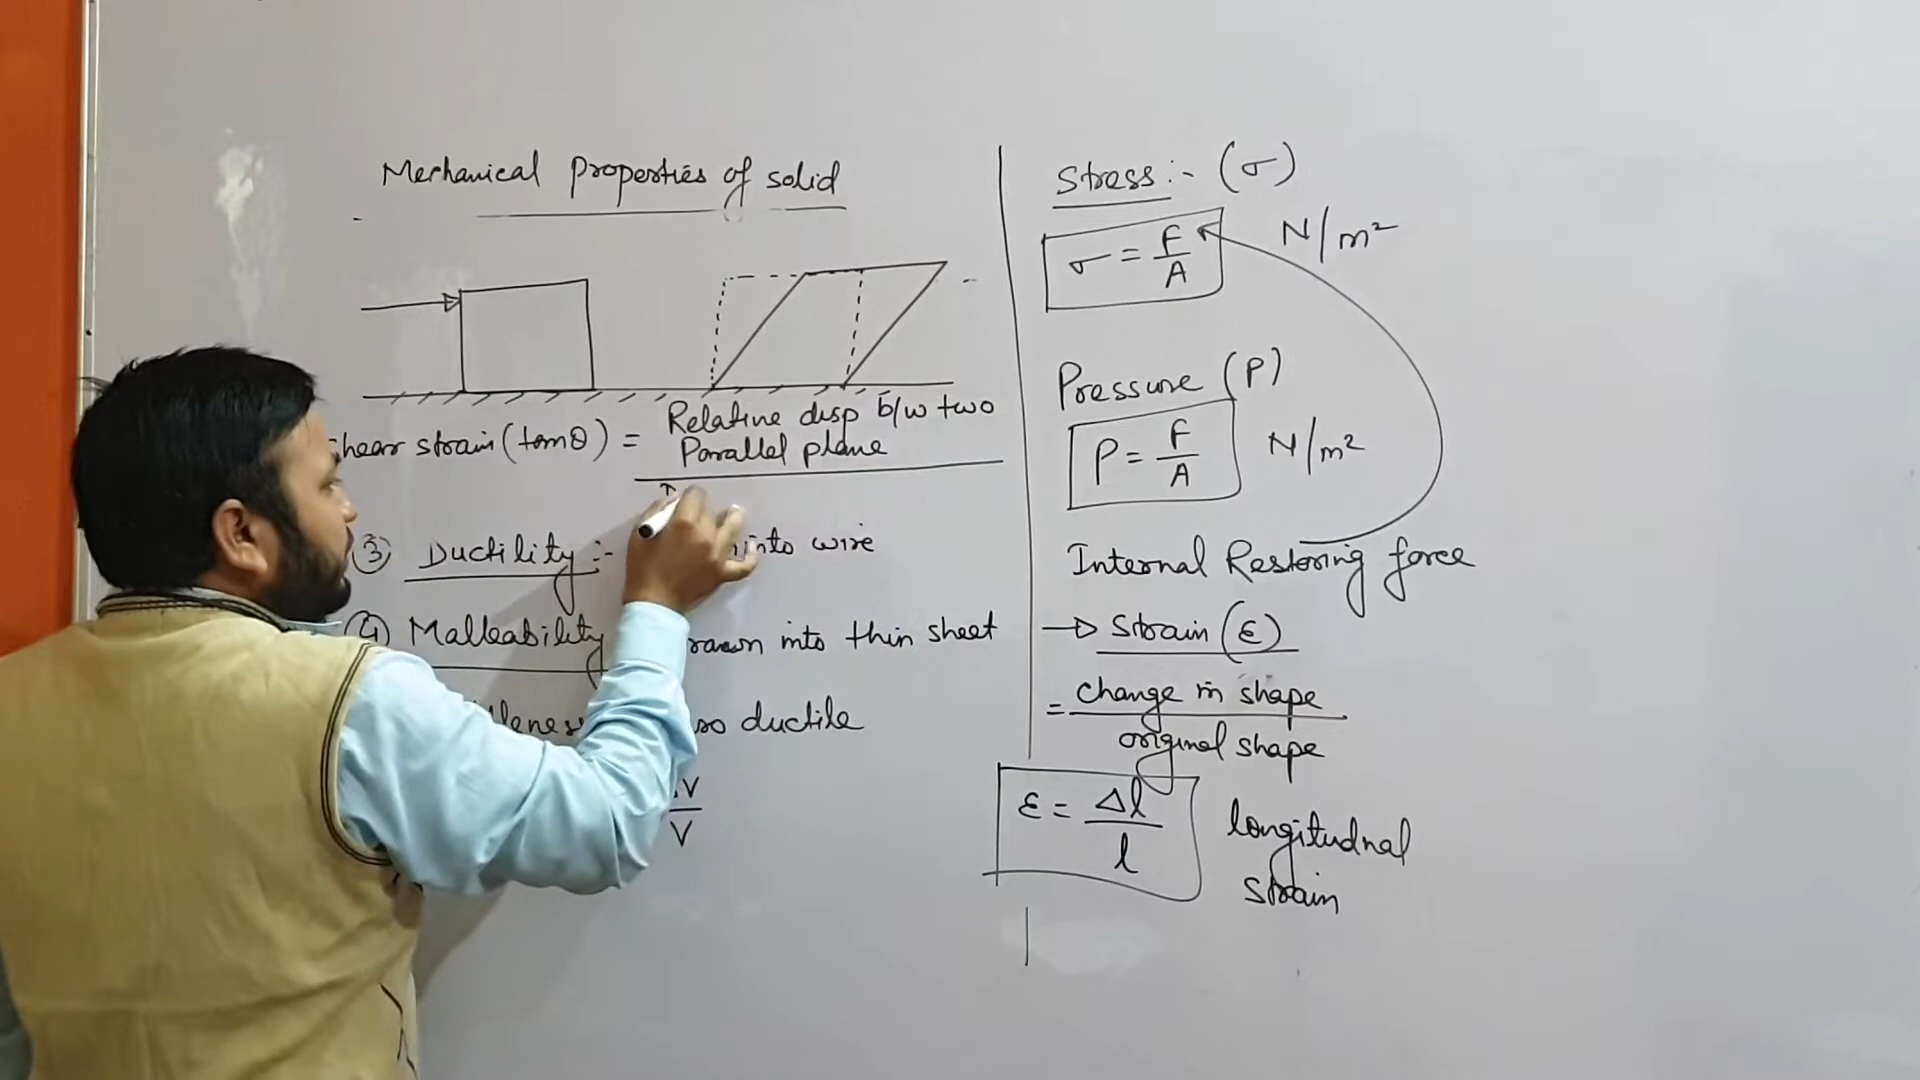 Mechanical properties of solid
shear strain (tanθ) = Relative disp b/w two
Parallel plane
③ Ductility :- into wire
④ Malleability drawn into thin sheet
so ductile
ΔV
V
Stress :- (σ)
σ = F/A N/m²
Pressure (P)
P = F/A N/m²
Internal Restoring force
→ Strain (ε)
= change in shape
original shape
ε = Δl/l longitudnal
strain